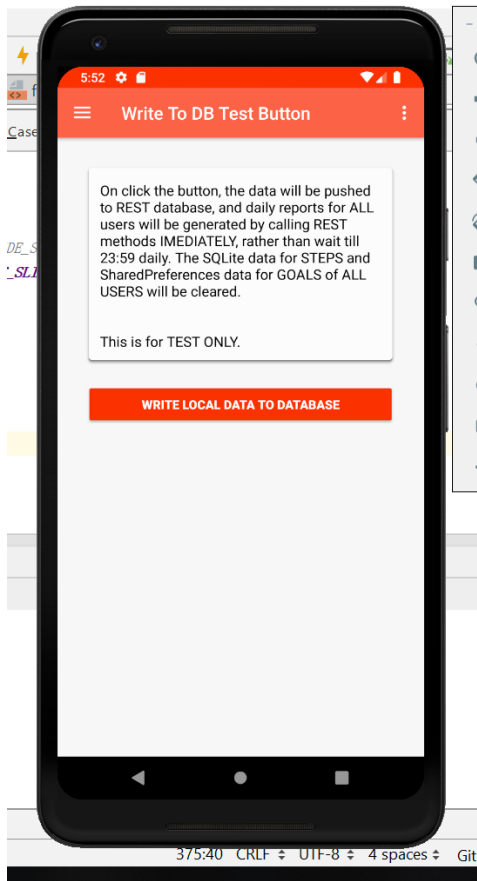 5:52
f
Write To DB Test Button
Case
On click the button, the data will be pushed
to REST database, and daily reports for ALL
users will be generated by calling REST
methods IMEDIATELY, rather than wait till
23:59 daily. The SQLite data for STEPS and
SharedPreferences data for GOALS of ALL
USERS will be cleared.
This is for TEST ONLY.
DE_S
_SLI
WRITE LOCAL DATA TO DATABASE
375:40 CRLF UTF-8 4 spaces Git